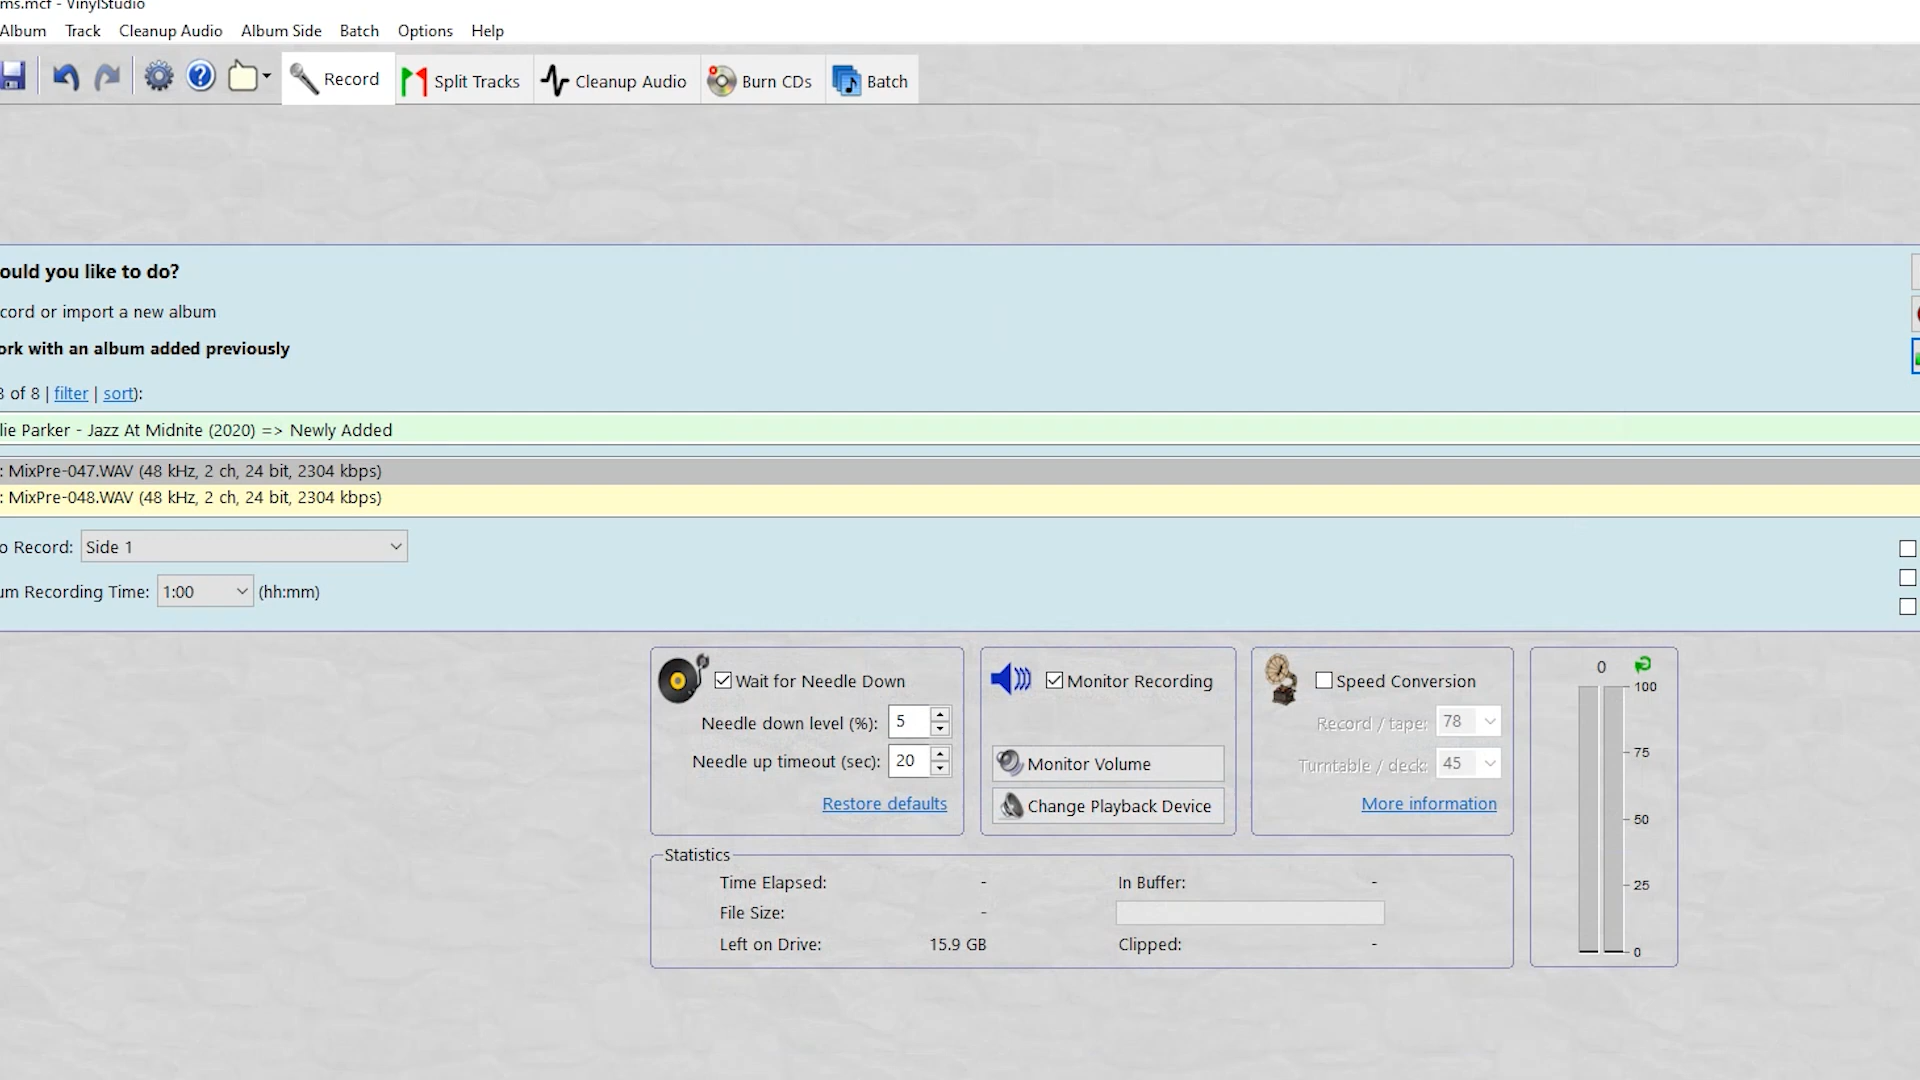 ms.mcf - VinylStudio
Album Track Cleanup Audio Album Side Batch Options Help
Record Split Tracks Cleanup Audio Burn CDs Batch
ould you like to do?
cord or import a new album
ork with an album added previously
8 | filter | sort):
lie Parker - Jazz At Midnite (2020) => Newly Added
: MixPre-047.WAV (48 kHz, 2 ch, 24 bit, 2304 kbps)
: MixPre-048.WAV (48 kHz, 2 ch, 24 bit, 2304 kbps)
o Record: Side 1
um Recording Time: 1:00 (hh:mm)
Wait for Needle Down
Needle down level (%): 5
Needle up timeout (sec): 20
Restore defaults
Monitor Recording
Monitor Volume
Change Playback Device
Speed Conversion
Record / tape: 78
Turntable / deck: 45
More information
0
100
75
50
25
0
Statistics
Time Elapsed: -
File Size: -
Left on Drive: 15.9 GB
In Buffer: -
Clipped: -